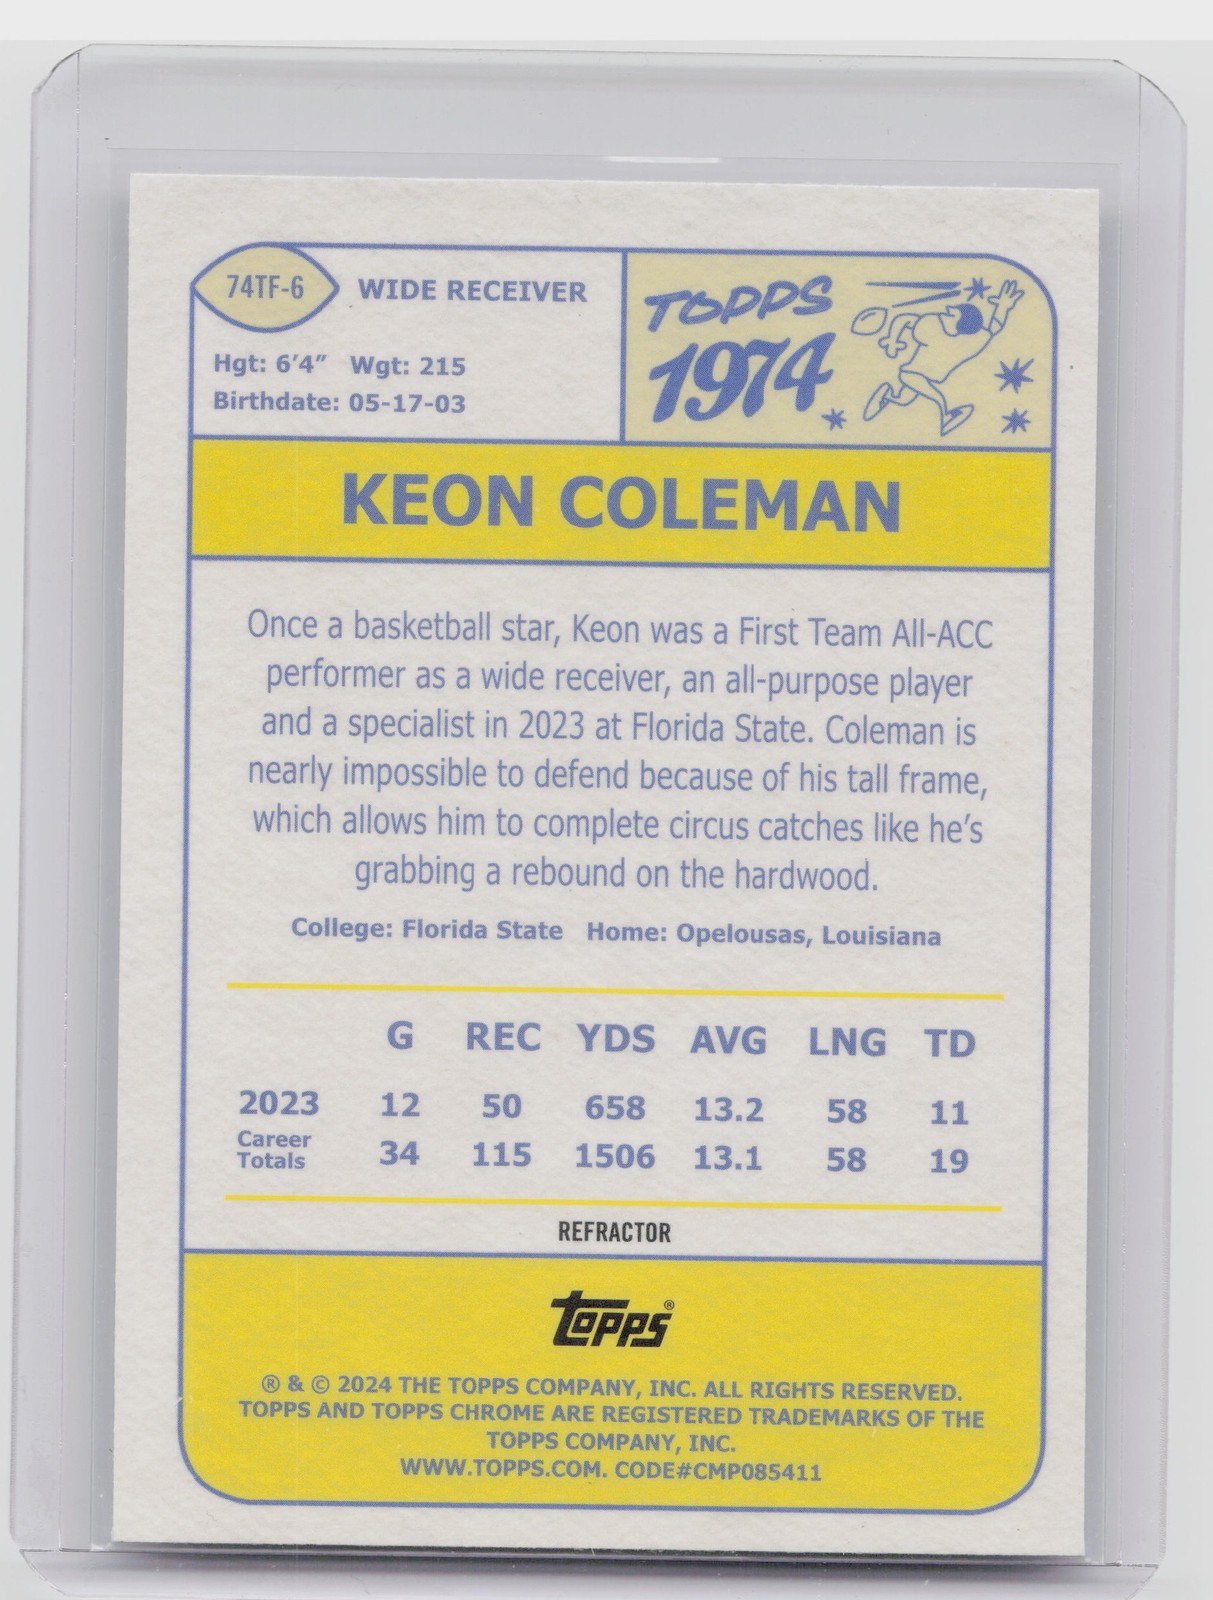 74TF-6 WIDE RECEIVER
Hgt: 6'4" Wgt: 215
Birthdate: 05-17-03
TOPPS
1974
KEON COLEMAN
Once a basketball star, Keon was a First Team All-ACC
performer as a wide receiver, an all-purpose player
and a specialist in 2023 at Florida State. Coleman is
nearly impossible to defend because of his tall frame,
which allows him to complete circus catches like he's
grabbing a rebound on the hardwood.
College: Florida State Home: Opelousas, Louisiana
G REC YDS AVG LNG TD
2023 12 50 658 13.2 58 11
Career Totals 34 115 1506 13.1 58 19
REFRACTOR
topps®
® & © 2024 THE TOPPS COMPANY, INC. ALL RIGHTS RESERVED.
TOPPS AND TOPPS CHROME ARE REGISTERED TRADEMARKS OF THE
TOPPS COMPANY, INC.
WWW.TOPPS.COM. CODE#CMP085411